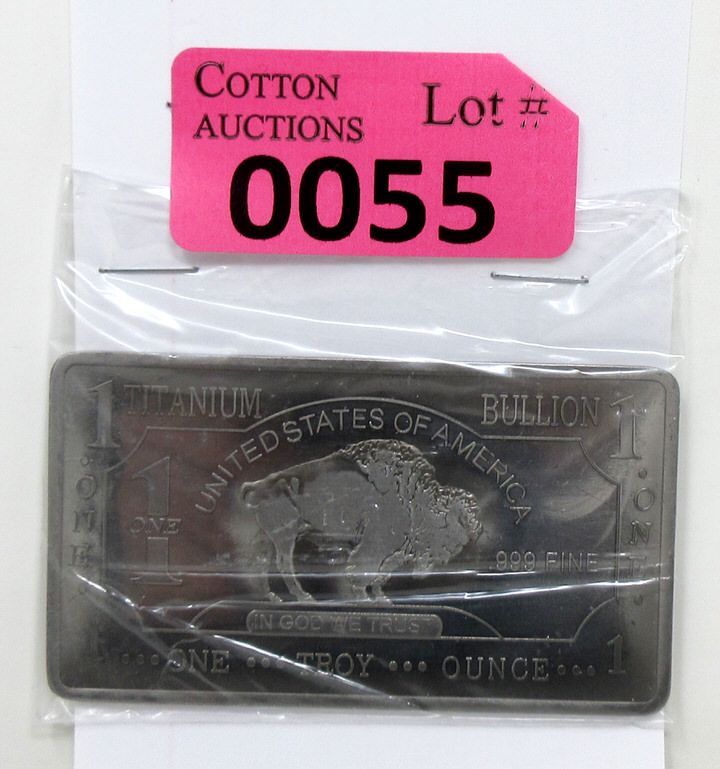 COTTON
AUCTIONS
Lot #
0055
1 TITANIUM BULLION 1
UNITED STATES OF AMERICA
·ONE·
1
ONE
·ONE·
.999 FINE
IN GOD WE TRUST
1 ••• ONE ••• TROY ••• OUNCE ••• 1